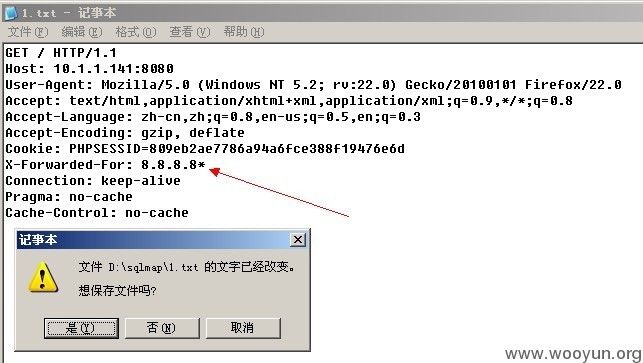 1.txt - 记事本
文件(F) 编辑(E) 格式(O) 查看(V) 帮助(H)
GET / HTTP/1.1
Host: 10.1.1.141:8080
User-Agent: Mozilla/5.0 (Windows NT 5.2; rv:22.0) Gecko/20100101 Firefox/22.0
Accept: text/html,application/xhtml+xml,application/xml;q=0.9,*/*;q=0.8
Accept-Language: zh-cn,zh;q=0.8,en-us;q=0.5,en;q=0.3
Accept-Encoding: gzip, deflate
Cookie: PHPSESSID=809eb2ae7786a94a6fce388f19476e6d
X-Forwarded-For: 8.8.8.8*
Connection: keep-alive
Pragma: no-cache
Cache-Control: no-cache
记事本
文件 D:\sqlmap\1.txt 的文字已经改变。
想保存文件吗?
是(Y) 否(N) 取消
www.wooyun.org